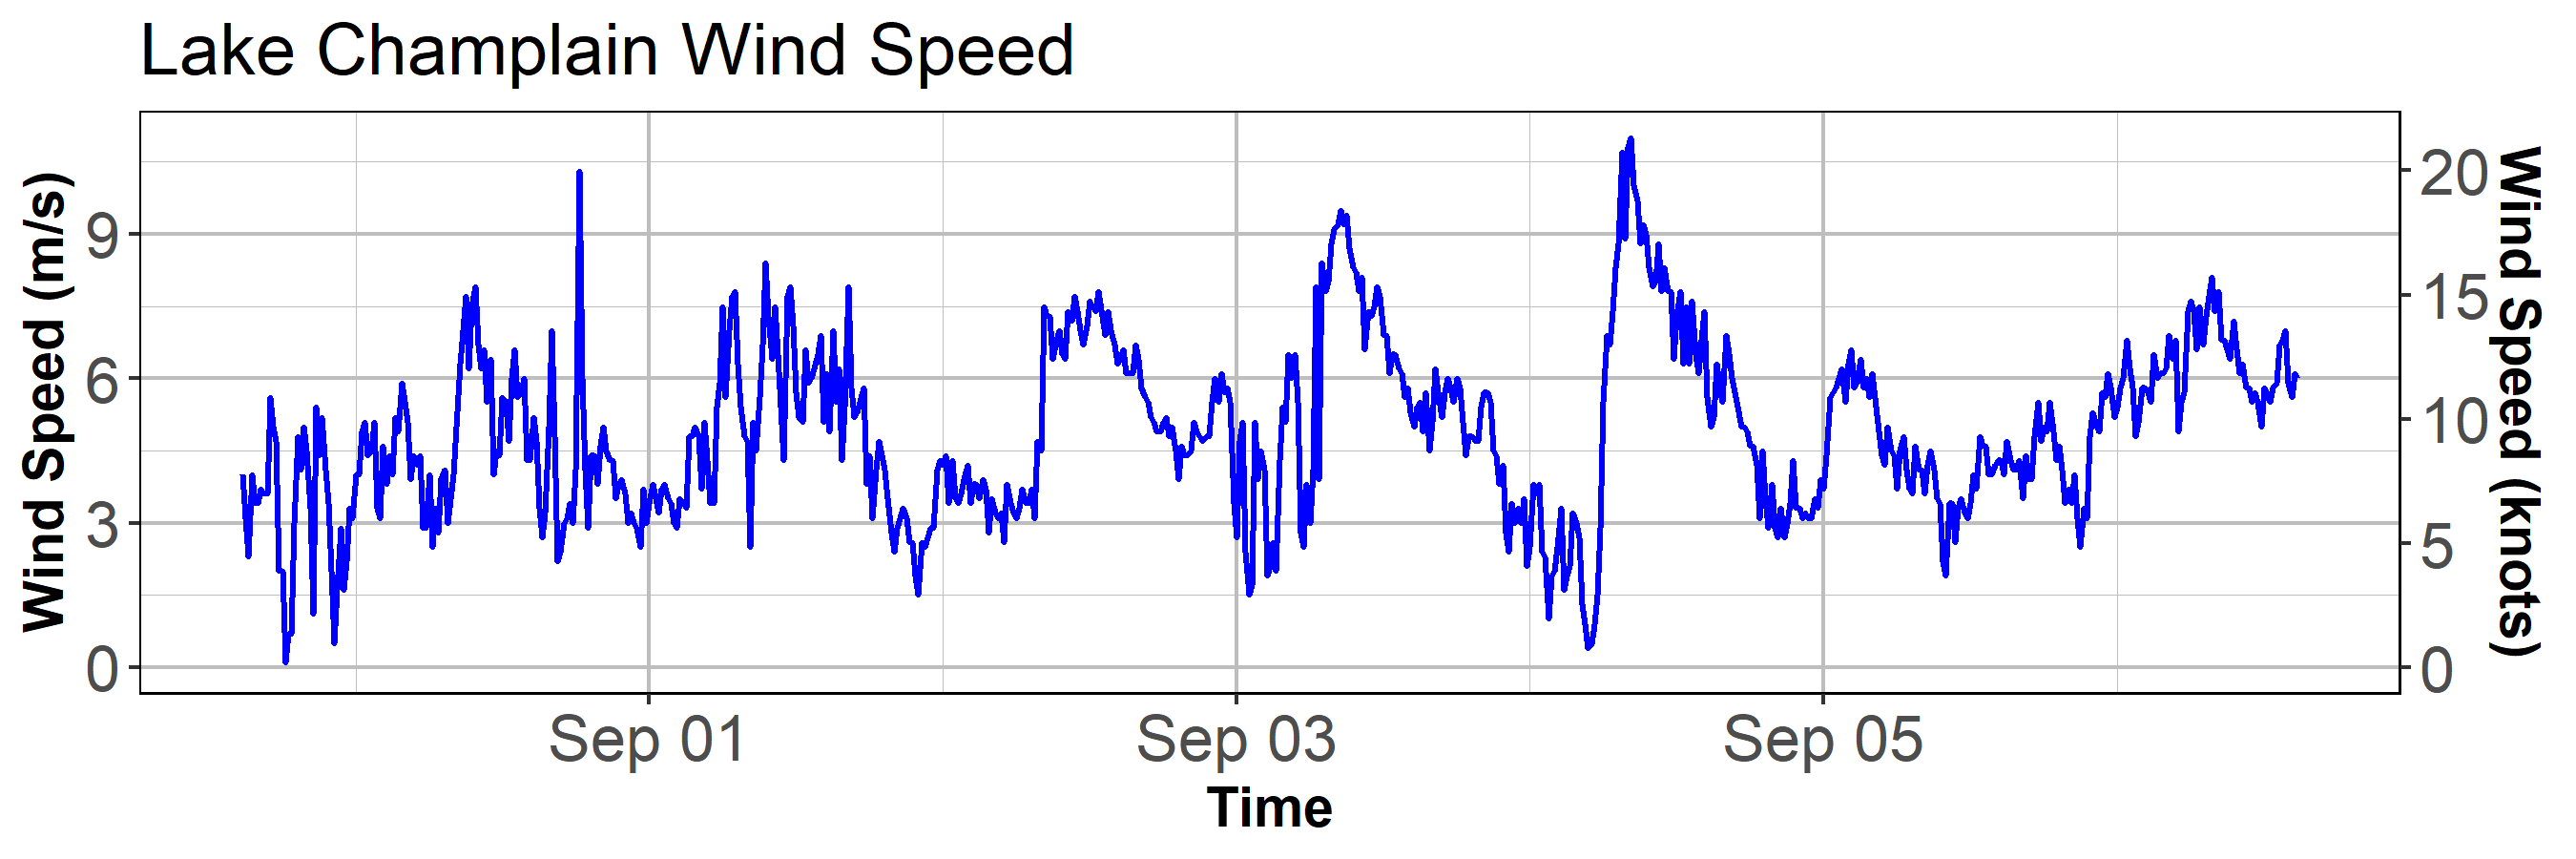 Lake Champlain Wind Speed
Wind Speed (m/s)
9
6
3
0
20
15
10
5
0
Wind Speed (knots)
Sep 01
Sep 03
Sep 05
Time